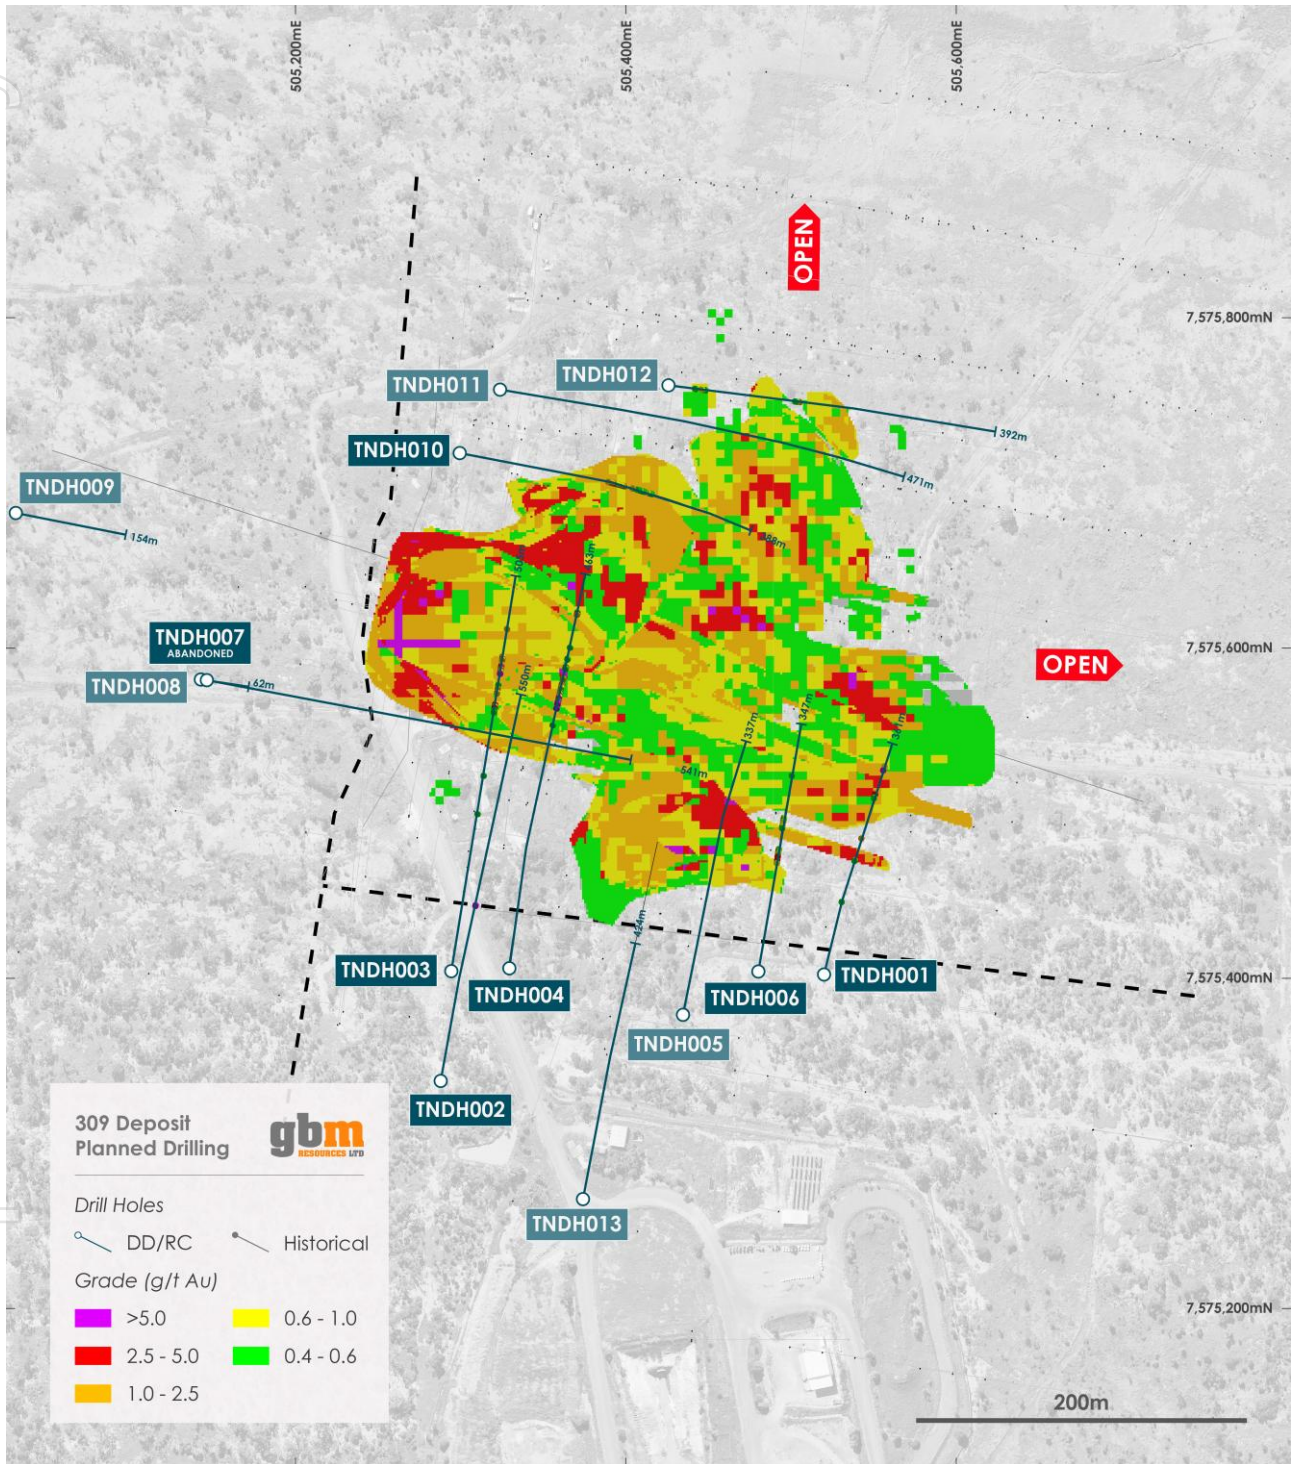 505,200mE
505,400mE
505,600mE
OPEN
7,575,800mN
TNDH012
TNDH011
392m
TNDH010
471m
TNDH009
154m
463m
TNDH007
ABANDONED
7,575,600mN
OPEN
TNDH008
62m
550m
337m
347m
361m
541m
424m
TNDH003
TNDH004
TNDH006
TNDH001
7,575,400mN
TNDH005
TNDH002
TNDH013
309 Deposit
Planned Drilling
gbm
RESOURCES LTD
Drill Holes
DD/RC
Historical
Grade (g/t Au)
>5.0
0.6 - 1.0
2.5 - 5.0
0.4 - 0.6
1.0 - 2.5
7,575,200mN
200m